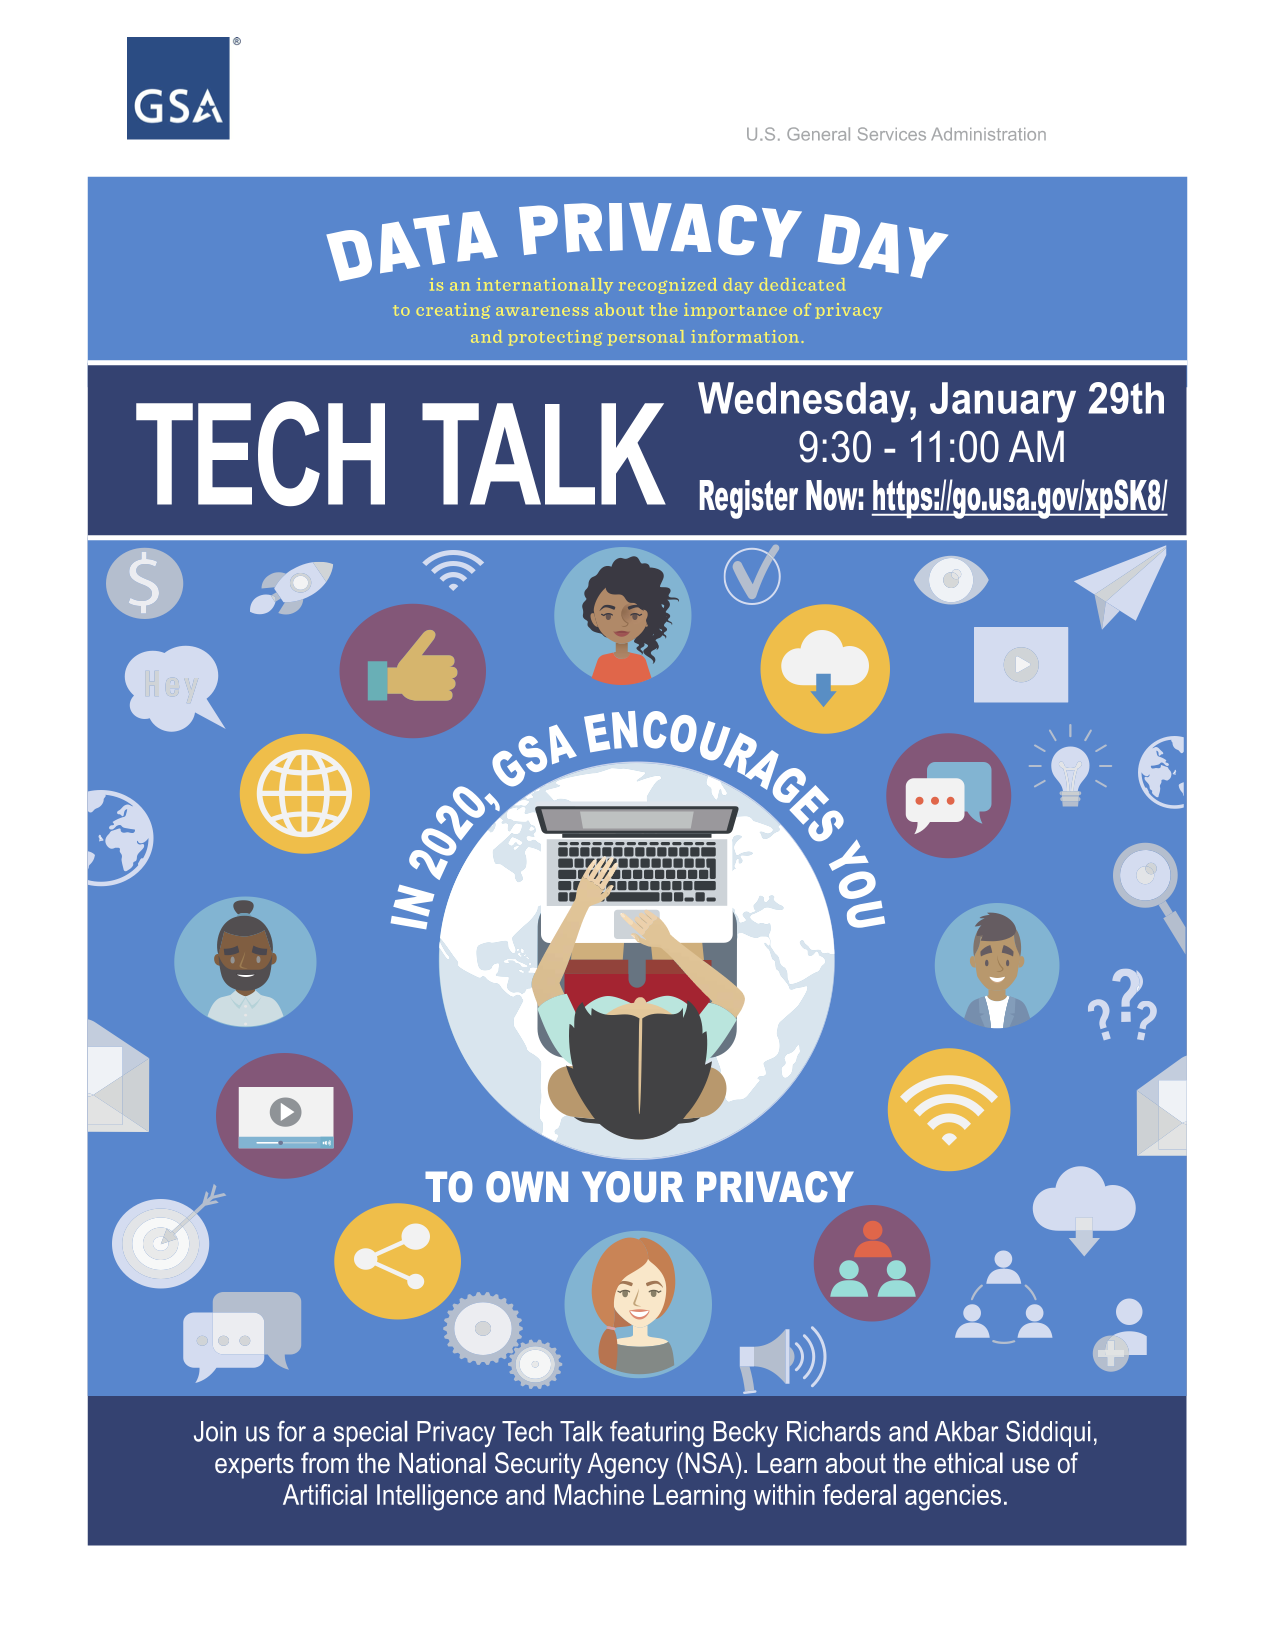 GSA®
U.S. General Services Administration
DATA PRIVACY DAY
is an internationally recognized day dedicated
to creating awareness about the importance of privacy
and protecting personal information.
TECH TALK
Wednesday, January 29th
9:30 - 11:00 AM
Register Now: https://go.usa.gov/xpSK8/
Hey
IN 2020, GSA ENCOURAGES YOU
TO OWN YOUR PRIVACY
Join us for a special Privacy Tech Talk featuring Becky Richards and Akbar Siddiqui,
experts from the National Security Agency (NSA). Learn about the ethical use of
Artificial Intelligence and Machine Learning within federal agencies.